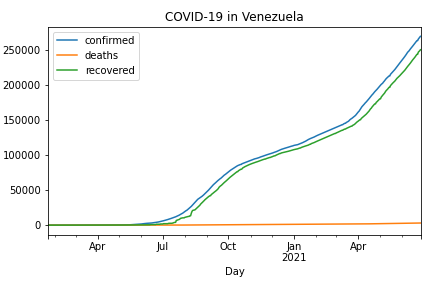 COVID-19 in Venezuela
confirmed
deaths
recovered
250000
200000
150000
100000
50000
0
Apr
Jul
Oct
Jan
2021
Apr
Day